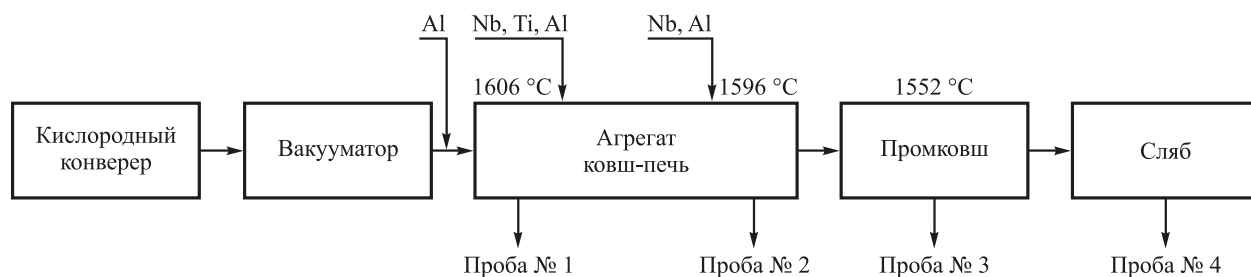 Al
Nb, Ti, Al
Nb, Al
1606 °C
1596 °C
1552 °C
Кислородный
конверер
Вакууматор
Агрегат
ковш-печь
Промковш
Сляб
Проба № 1
Проба № 2
Проба № 3
Проба № 4